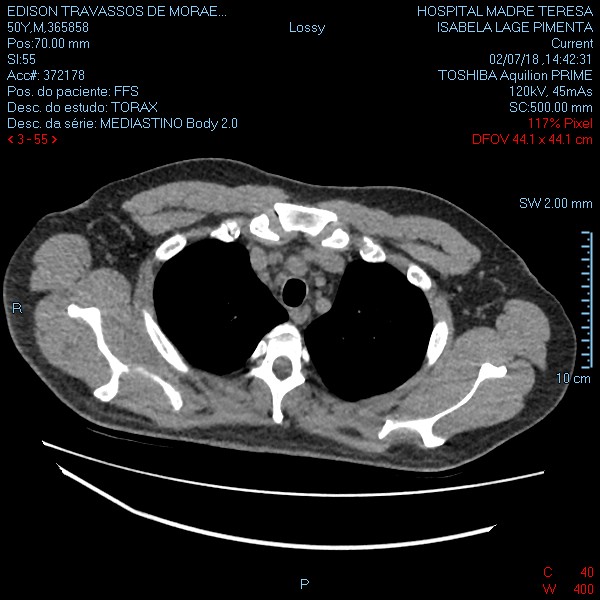 EDISON TRAVASSOS DE MORAE...
50Y,M,365858
Pos:70.00 mm
SI:55
Acc#: 372178
Pos. do paciente: FFS
Desc. do estudo: TORAX
Desc. da série: MEDIASTINO Body 2.0
< 3 - 55 >
Lossy
HOSPITAL MADRE TERESA
ISABELA LAGE PIMENTA
Current
02/07/18 ,14:42:31
TOSHIBA Aquilion PRIME
120kV, 45mAs
SC:500.00 mm
117% Pixel
DFOV 44.1 x 44.1 cm
SW 2.00 mm
R
10 cm
P
C 40
W 400